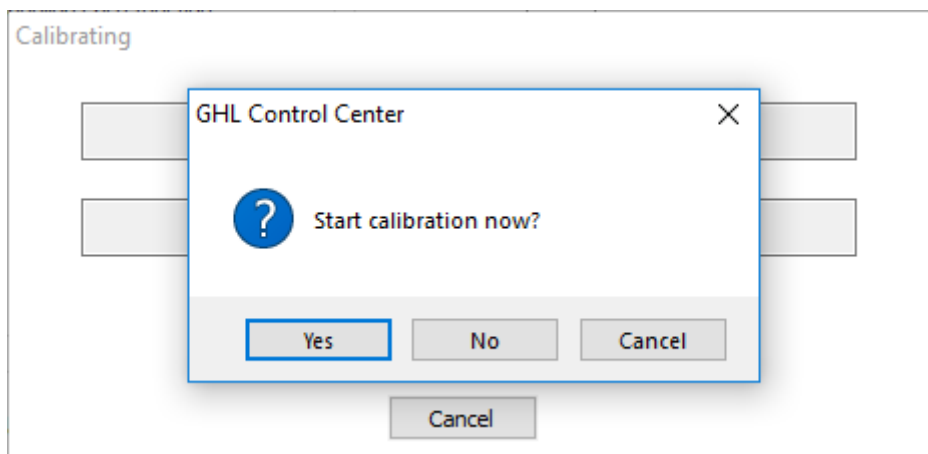 Calibrating
GHL Control Center
Start calibration now?
Yes No Cancel
Cancel